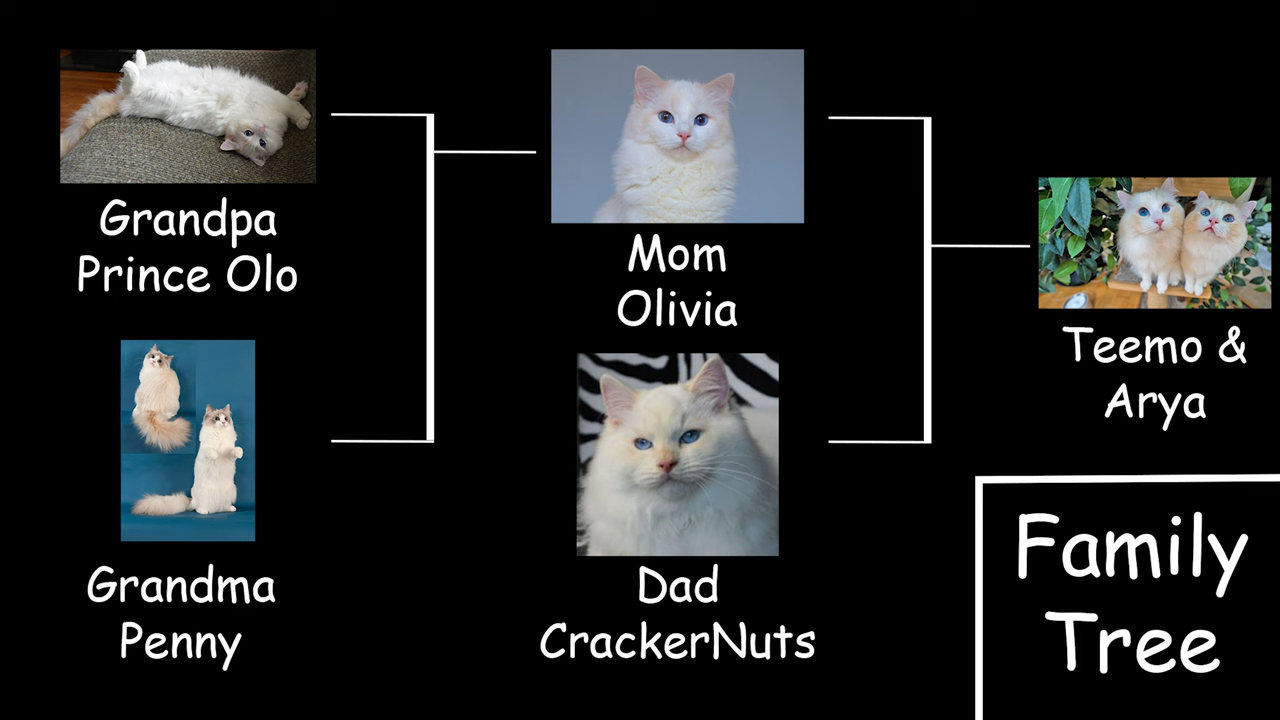 Grandpa
Prince Olo
Grandma
Penny
Mom
Olivia
Dad
CrackerNuts
Teemo &
Arya
Family
Tree